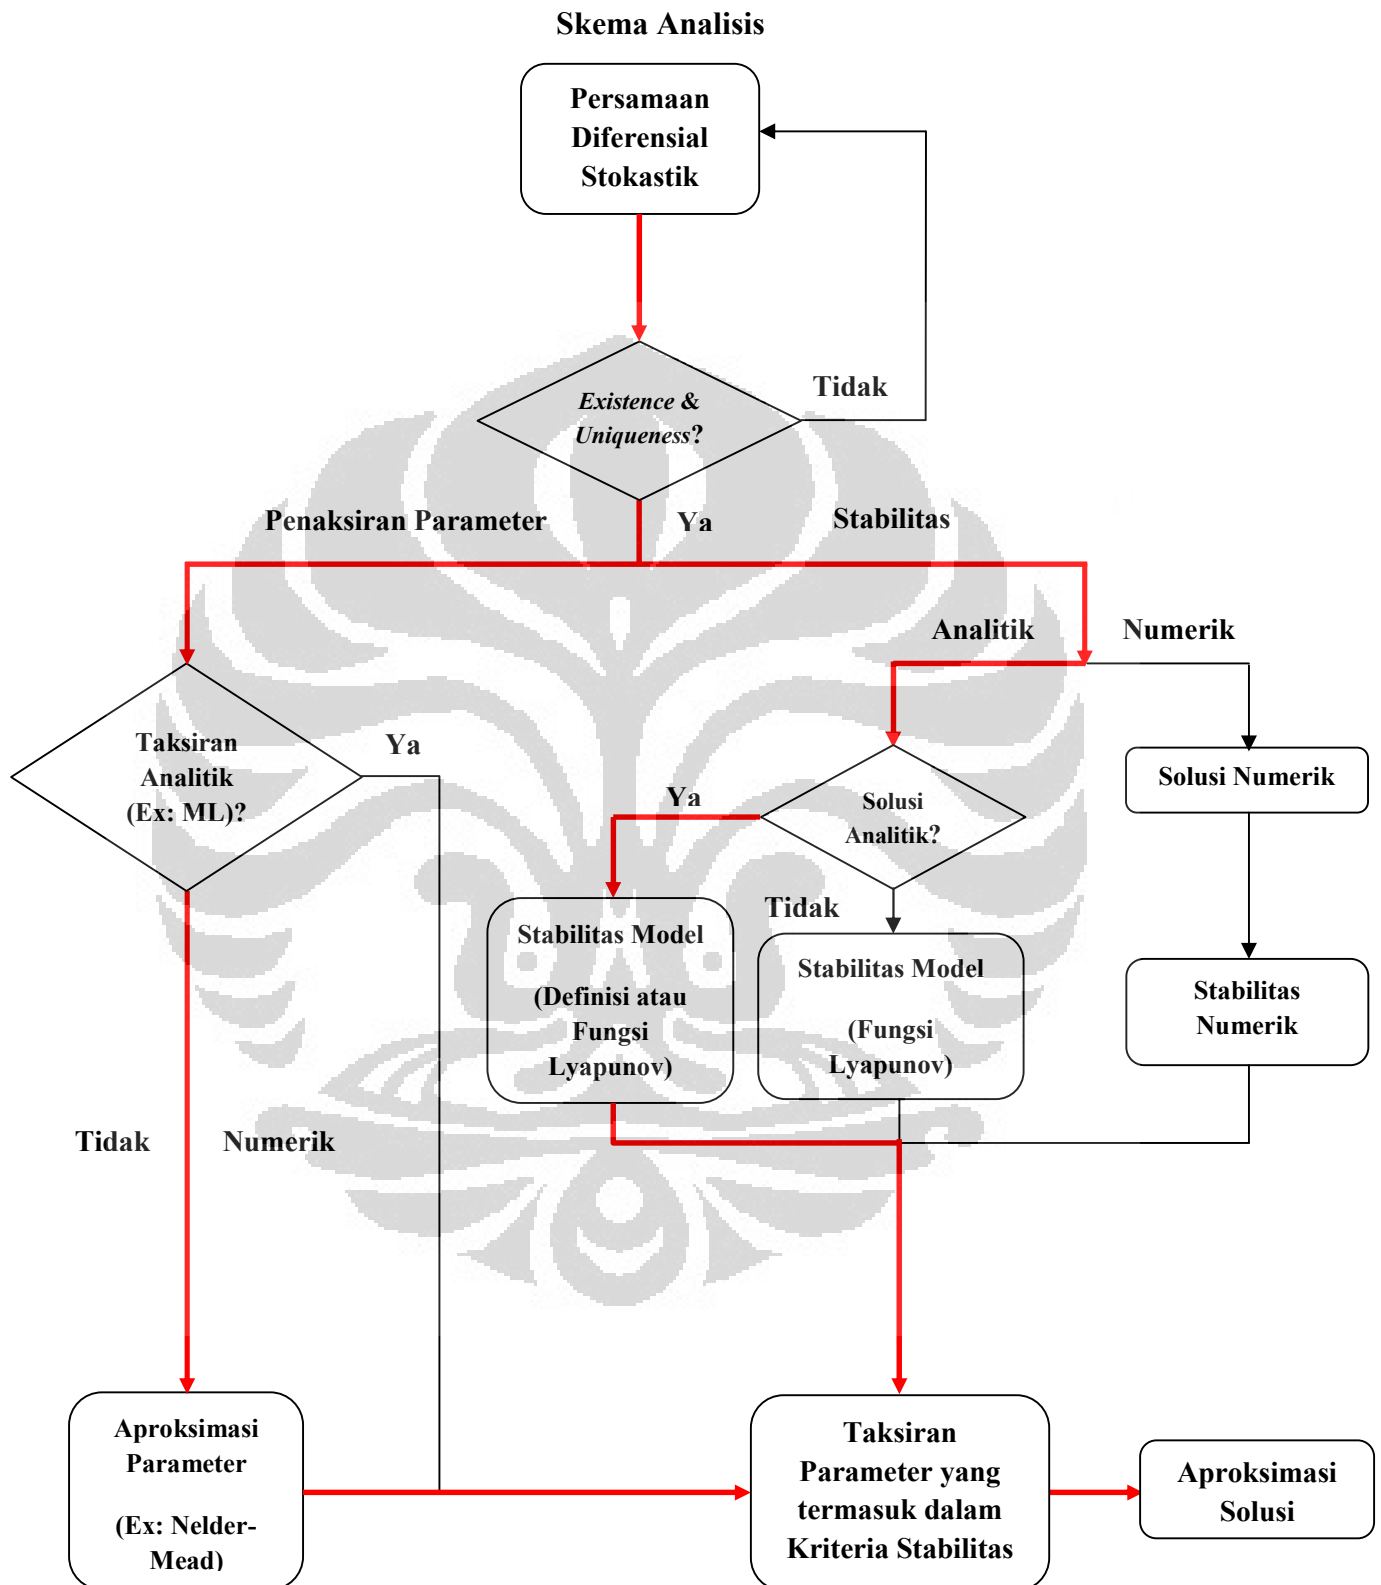 Skema Analisis
Persamaan
Diferensial
Stokastik
Tidak
Existence &
Uniqueness?
Penaksiran Parameter
Ya
Stabilitas
Analitik
Numerik
Taksiran
Analitik
(Ex: ML)?
Ya
Ya
Solusi
Analitik?
Solusi Numerik
Tidak
Stabilitas Model
(Definisi atau
Fungsi
Lyapunov)
Stabilitas Model
(Fungsi
Lyapunov)
Stabilitas
Numerik
Tidak
Numerik
Aproksimasi
Parameter
(Ex: Nelder-
Mead)
Taksiran
Parameter yang
termasuk dalam
Kriteria Stabilitas
Aproksimasi
Solusi